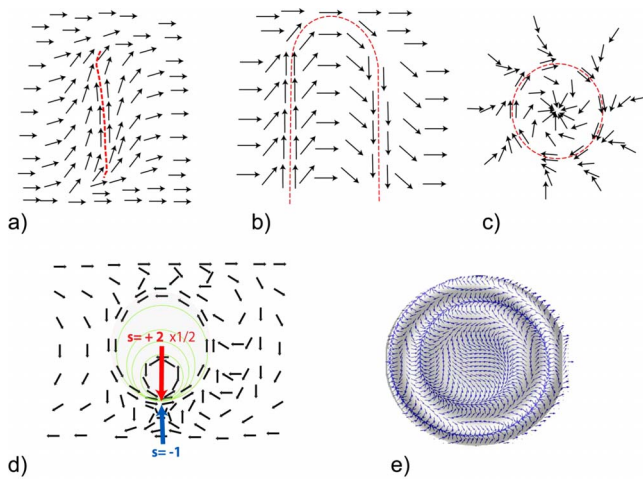 a)
b)
c)
s= + 2 x1/2
s= -1
d)
e)